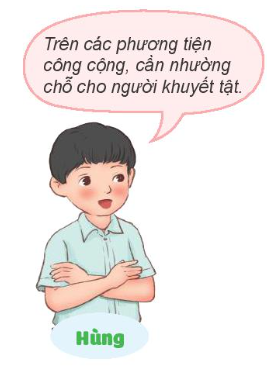 Trên các phương tiện
công cộng, cần nhường
chỗ cho người khuyết tật.
Hùng